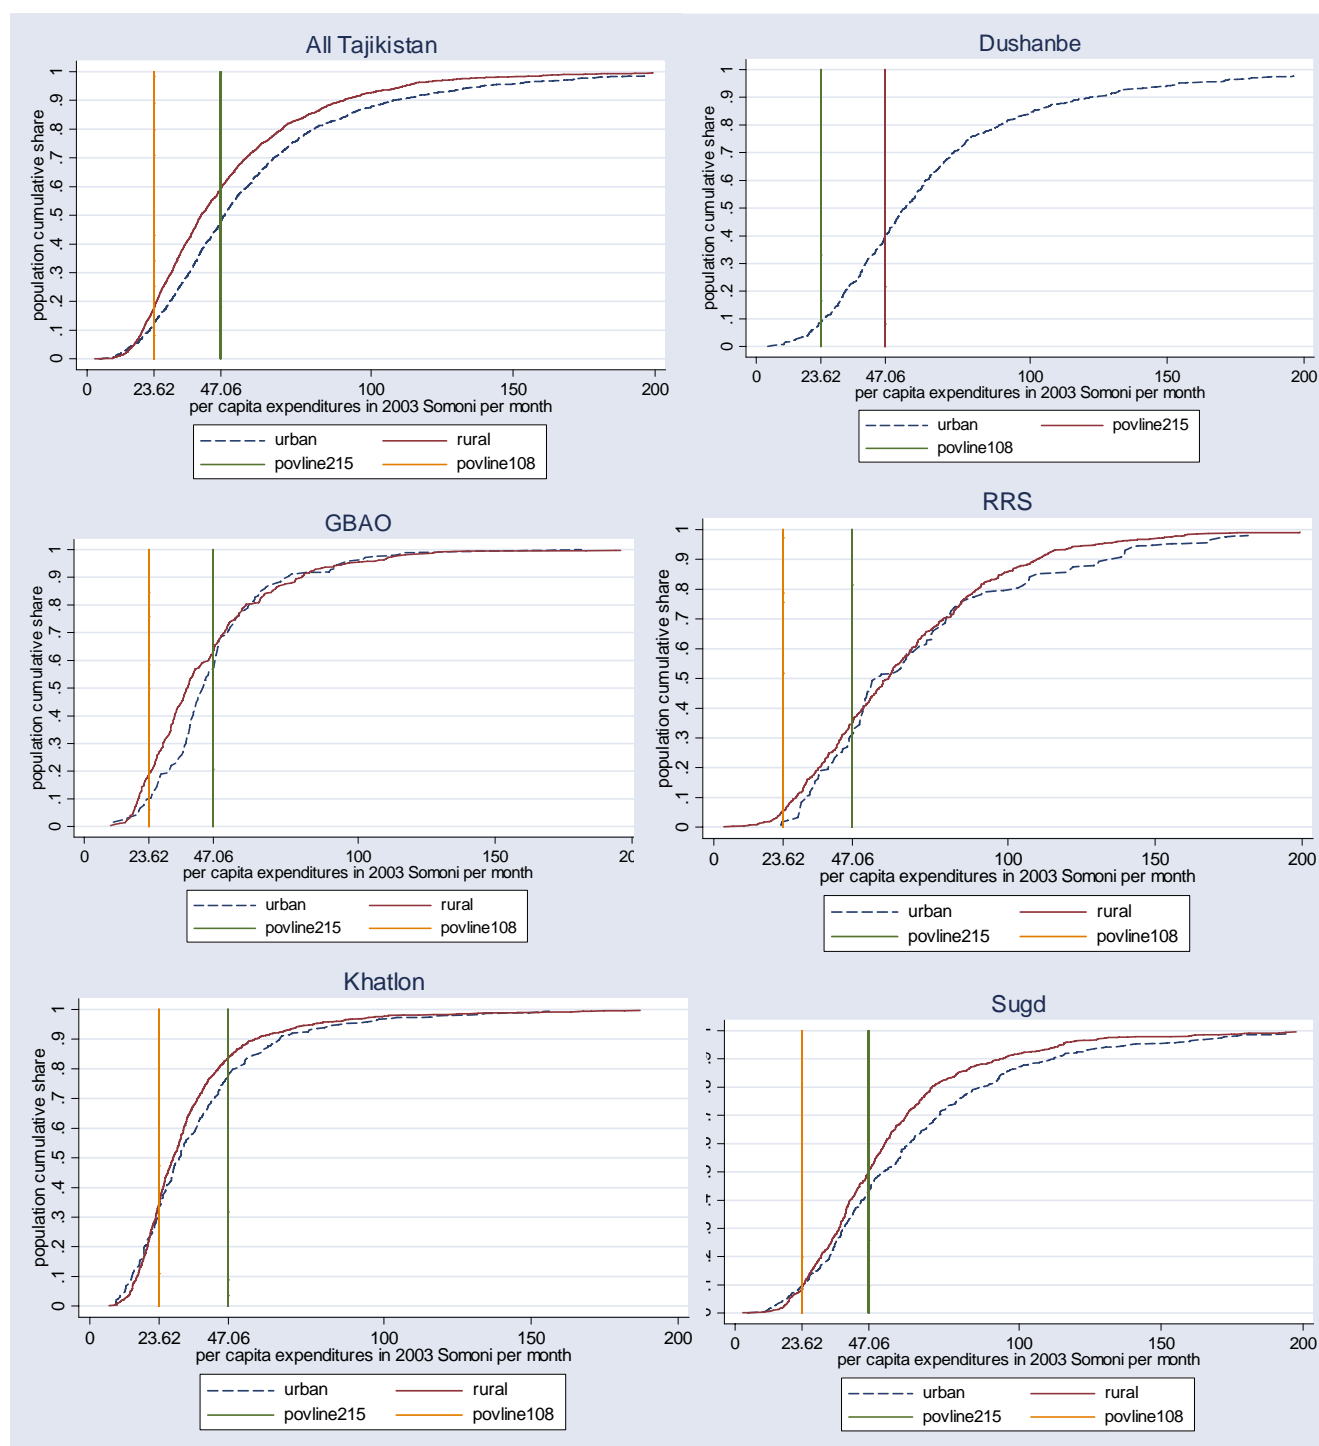 All Tajikistan
population cumulative share
1
.9
.8
.7
.6
.5
.4
.3
.2
.1
0
0 23.62 47.06 100 150 200
per capita expenditures in 2003 Somoni per month
urban rural
povline215 povline108
Dushanbe
population cumulative share
1
.9
.8
.7
.6
.5
.4
.3
.2
.1
0
0 23.62 47.06 100 150 200
per capita expenditures in 2003 Somoni per month
urban povline215
povline108
GBAO
population cumulative share
1
.9
.8
.7
.6
.5
.4
.3
.2
.1
0
0 23.62 47.06 100 150
per capita expenditures in 2003 Somoni per month
urban rural
povline215 povline108
RRS
population cumulative share
1
.9
.8
.7
.6
.5
.4
.3
.2
.1
0
0 23.62 47.06 100 150 200
per capita expenditures in 2003 Somoni per month
urban rural
povline215 povline108
Khatlon
population cumulative share
1
.9
.8
.7
.6
.5
.4
.3
.2
.1
0
0 23.62 47.06 100 200
per capita expenditures in 2003 Somoni per month
urban rural
povline215 povline108
Sugd
0 23.62 47.06 100 150 200
per capita expenditures in 2003 Somoni per month
urban rural
povline215 povline108